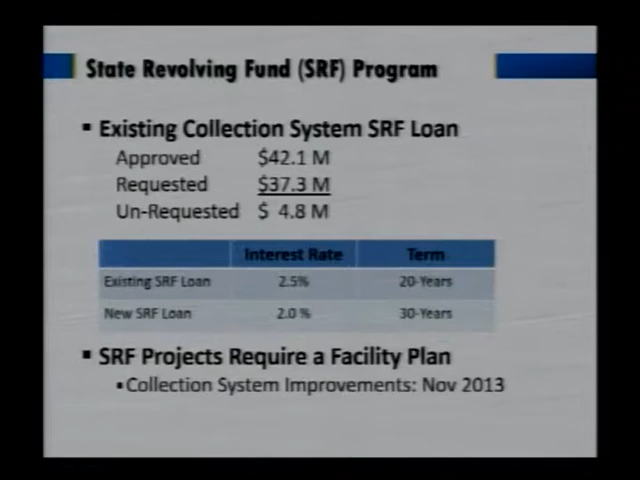 State Revolving Fund (SRF) Program
▪ Existing Collection System SRF Loan
Approved $42.1 M
Requested $37.3 M
Un-Requested $ 4.8 M
Interest Rate Term
Existing SRF Loan 2.5% 20-Years
New SRF Loan 2.0 % 30-Years
▪ SRF Projects Require a Facility Plan
▪ Collection System Improvements: Nov 2013